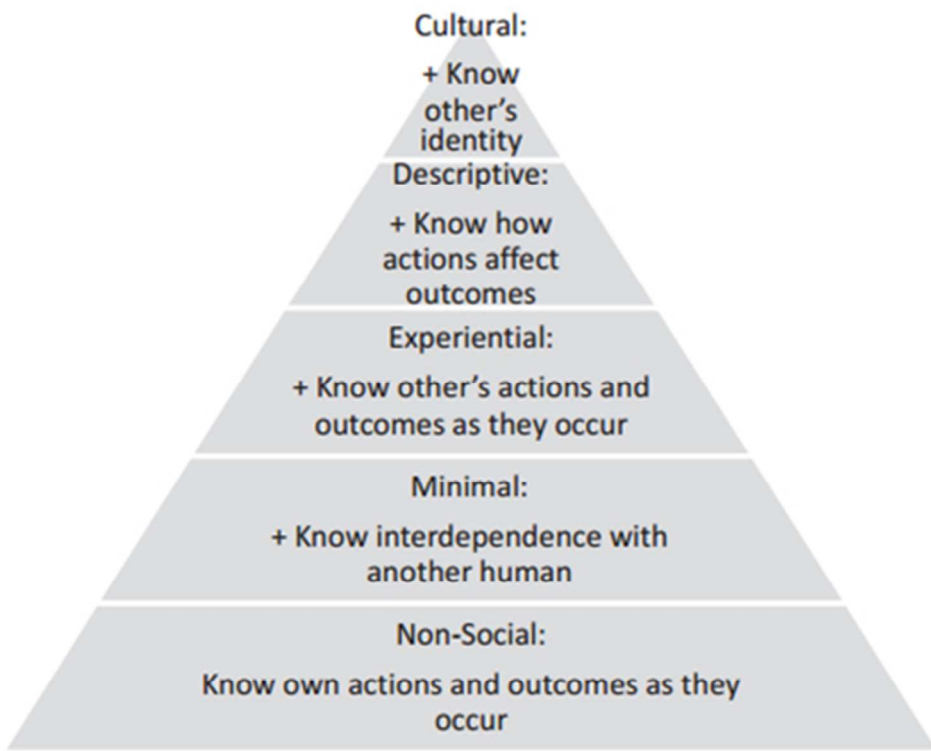 Cultural:
+ Know
other’s
identity
Descriptive:
+ Know how
actions affect
outcomes
Experiential:
+ Know other’s actions and
outcomes as they occur
Minimal:
+ Know interdependence with
another human
Non-Social:
Know own actions and outcomes as they
occur